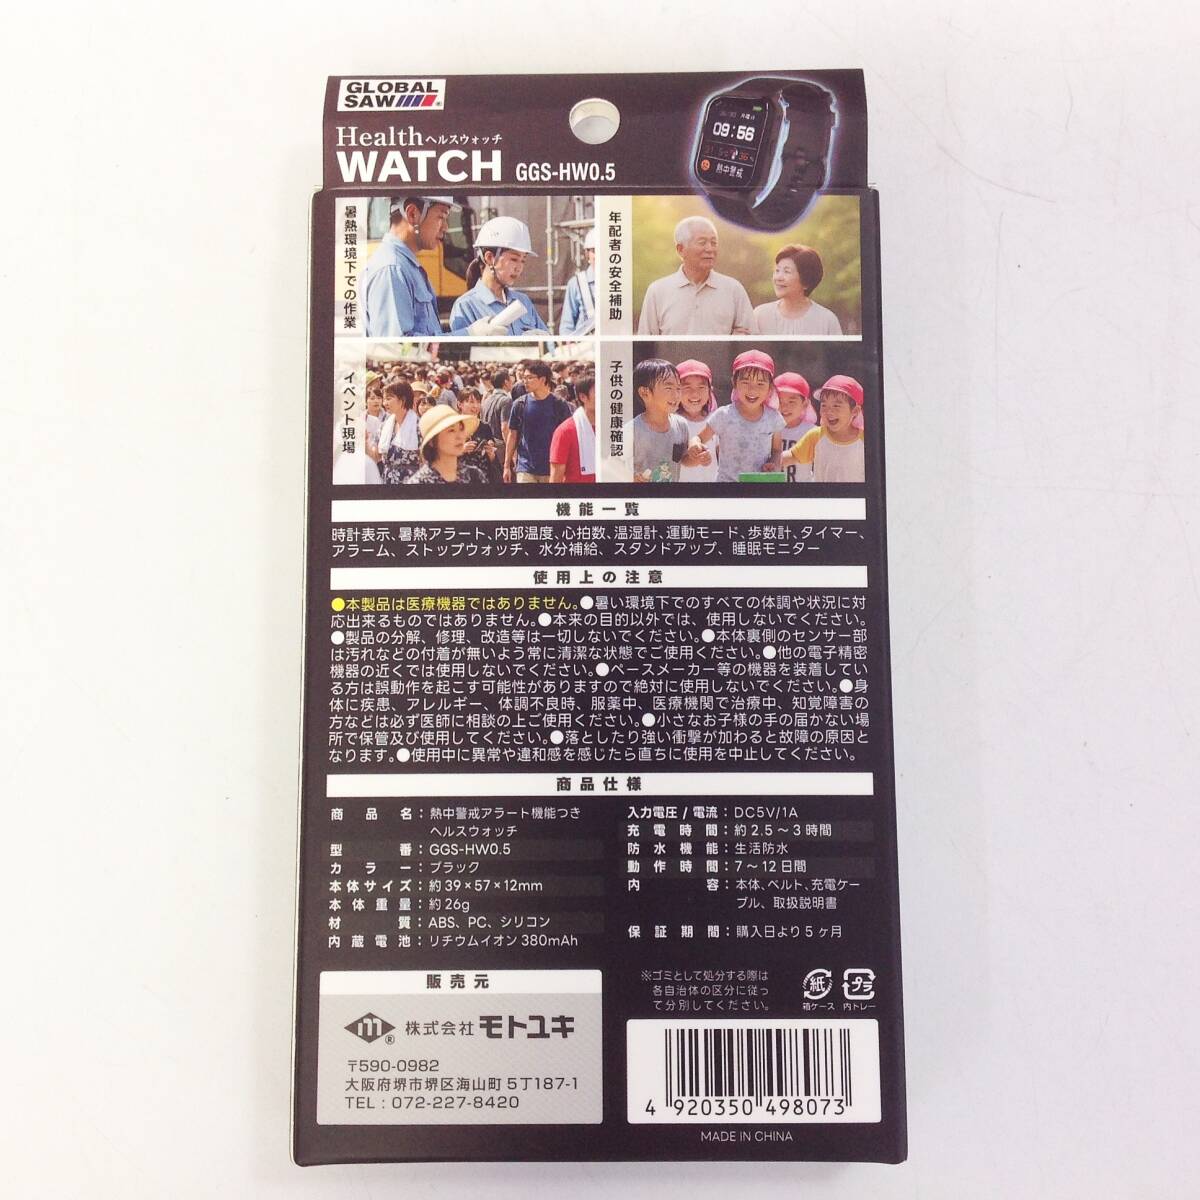 GLOBAL
SAW®
Health ヘルスウォッチ
WATCH GGS-HW0.5
月曜日
09:56
36%
熱中警戒
暑熱環境下での作業
年配者の安全補助
イベント現場
子供の健康確認
機能一覧
時計表示、暑熱アラート、内部温度、心拍数、温湿計、運動モード、歩数計、タイマー、
アラーム、ストップウォッチ、水分補給、スタンドアップ、睡眠モニター
使用上の注意
●本製品は医療機器ではありません。●暑い環境下でのすべての体調や状況に対
応出来るものではありません。●本来の目的以外では、使用しないでください。
●製品の分解、修理、改造等は一切しないでください。●本体裏側のセンサー部
は汚れなどの付着が無いよう常に清潔な状態でご使用ください。●他の電子精密
機器の近くでは使用しないでください。●ペースメーカー等の機器を装着してい
る方は誤動作を起こす可能性がありますので絶対に使用しないでください。●身
体に疾患、アレルギー、体調不良時、服薬中、医療機関で治療中、知覚障害の
方などは必ず医師に相談の上ご使用ください。●小さなお子様の手の届かない場
所で保管及び使用してください。●落としたり強い衝撃が加わると故障の原因と
なります。●使用中に異常や違和感を感じたら直ちに使用を中止してください。
商品仕様
商品名：熱中警戒アラート機能つき
ヘルスウォッチ
型番：GGS-HW0.5
カラー：ブラック
本体サイズ：約39×57×12mm
本体重量：約26g
材質：ABS、PC、シリコン
内蔵電池：リチウムイオン380mAh
入力電圧/電流：DC5V/1A
充電時間：約2.5～3時間
防水機能：生活防水
動作時間：7～12日間
内容：本体、ベルト、充電ケー
ブル、取扱説明書
保証期間：購入日より5ヶ月
販売元
m®株式会社モトユキ
〒590-0982
大阪府堺市堺区海山町5丁187-1
TEL：072-227-8420
※ゴミとして処分する際は
各自治体の区分に従っ
て分別してください。
紙
箱ケース
プラ
内トレー
4 920350 498073
MADE IN CHINA